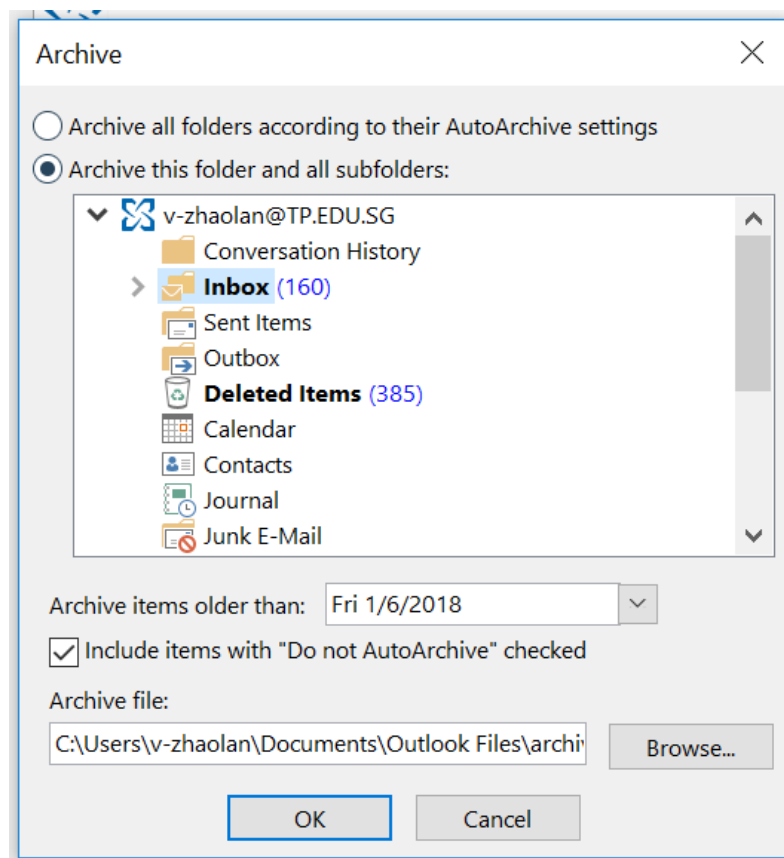 Archive
Archive all folders according to their AutoArchive settings
Archive this folder and all subfolders:
v-zhaolan@TP.EDU.SG
Conversation History
Inbox (160)
Sent Items
Outbox
Deleted Items (385)
Calendar
Contacts
Journal
Junk E-Mail
Archive items older than: Fri 1/6/2018
Include items with "Do not AutoArchive" checked
Archive file:
C:\Users\v-zhaolan\Documents\Outlook Files\archiv Browse...
OK Cancel